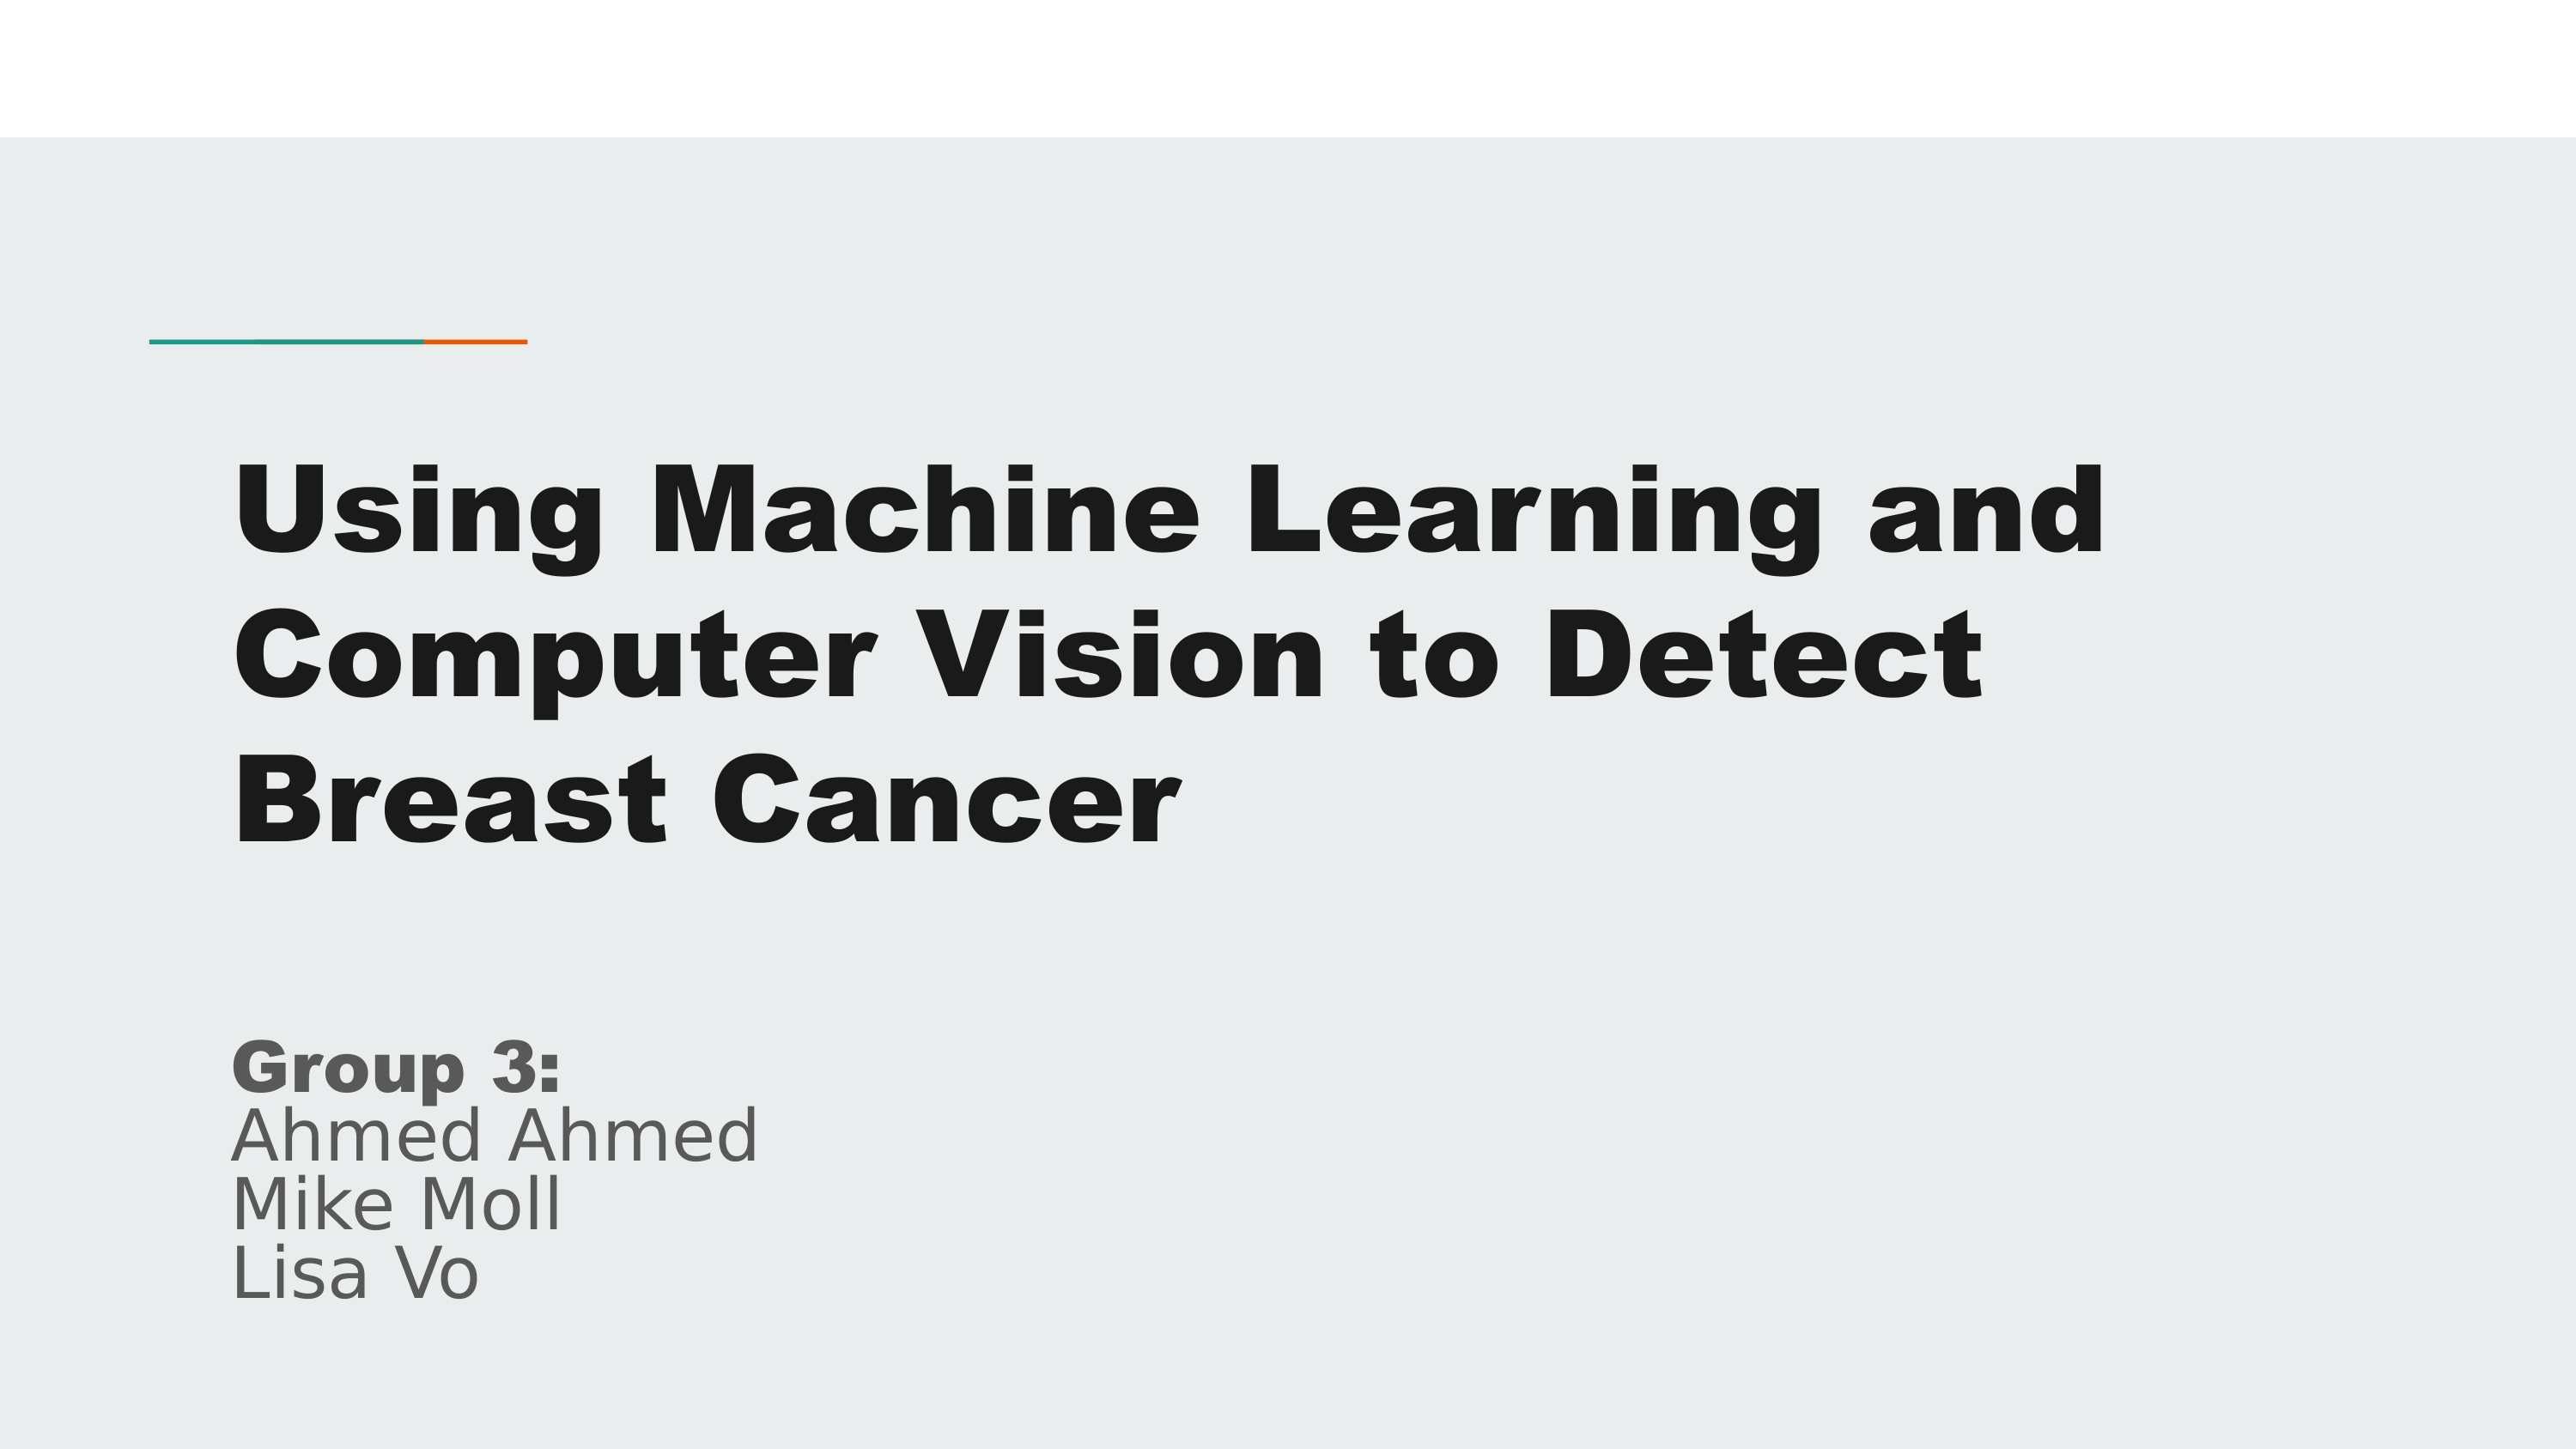 Using Machine Learning and
Computer Vision to Detect
Breast Cancer
Group 3:
Ahmed Ahmed
Mike Moll
Lisa Vo